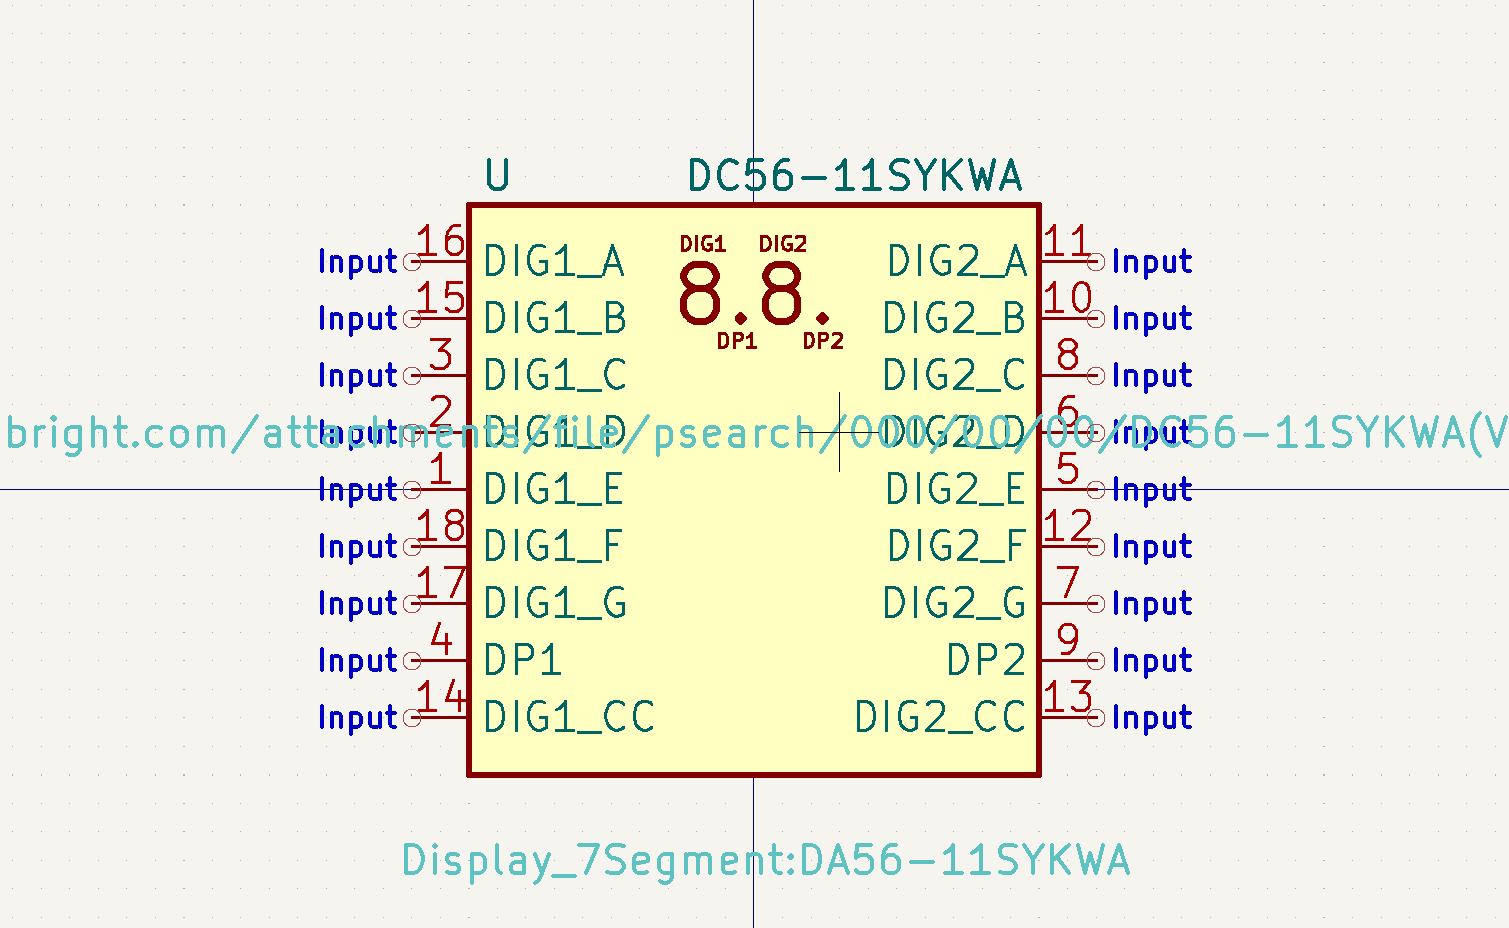 U DC56-11SYKWA
DIG1 DIG2
16 11
Input DIG1_A 8.8. DIG2_A Input
15 10
Input DIG1_B DIG2_B Input
DP1 DP2
3 8
Input DIG1_C DIG2_C Input
2 6
Input DIG1_D DIG2_D Input
bright.com/attachments/file/psearch/000/00/00/DC56-11SYKWA(V
1 5
Input DIG1_E DIG2_E Input
18 12
Input DIG1_F DIG2_F Input
17 7
Input DIG1_G DIG2_G Input
4 9
Input DP1 DP2 Input
14 13
Input DIG1_CC DIG2_CC Input
Display_7Segment:DA56-11SYKWA